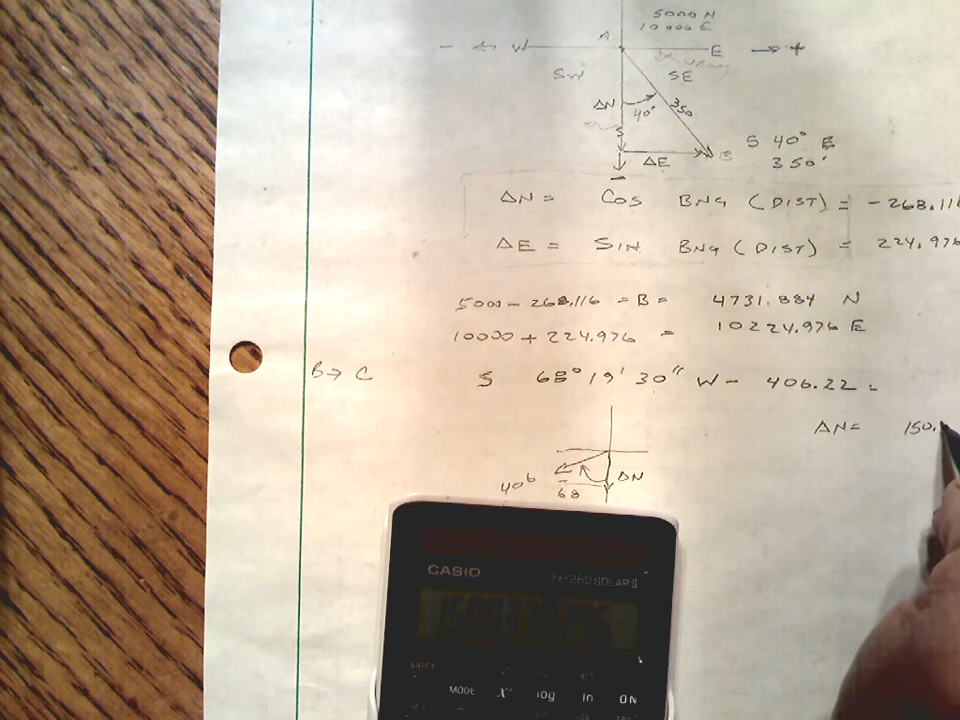 5000 N
10000 E
A
- ← W
E → +
SW
SE
ΔN
40°
350
S
B
ΔE
S 40° E
350'
-
ΔN = Cos BNG (DIST) = -268.116
ΔE = SIN BNG (DIST) = 224.976
5000 - 268.116 = B = 4731.884 N
10000 + 224.976 = 10224.976 E
B → C S 68° 19' 30" W - 406.22 =
ΔN = 150.
ΔN
406
68
CASIO
fx-260 SOLAR II
SHIFT
MODE
log
ln
ON